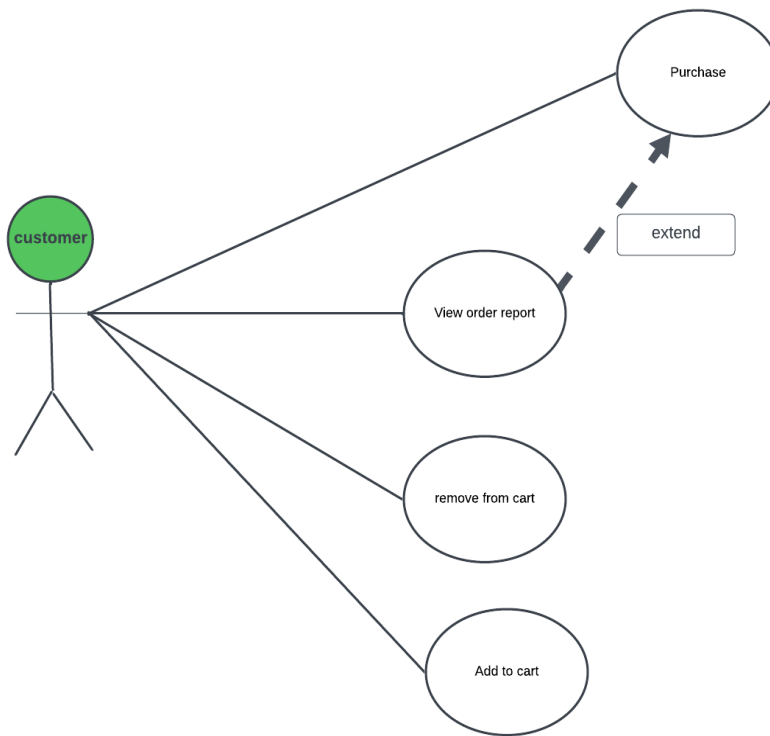 Purchase
customer
extend
View order report
remove from cart
Add to cart